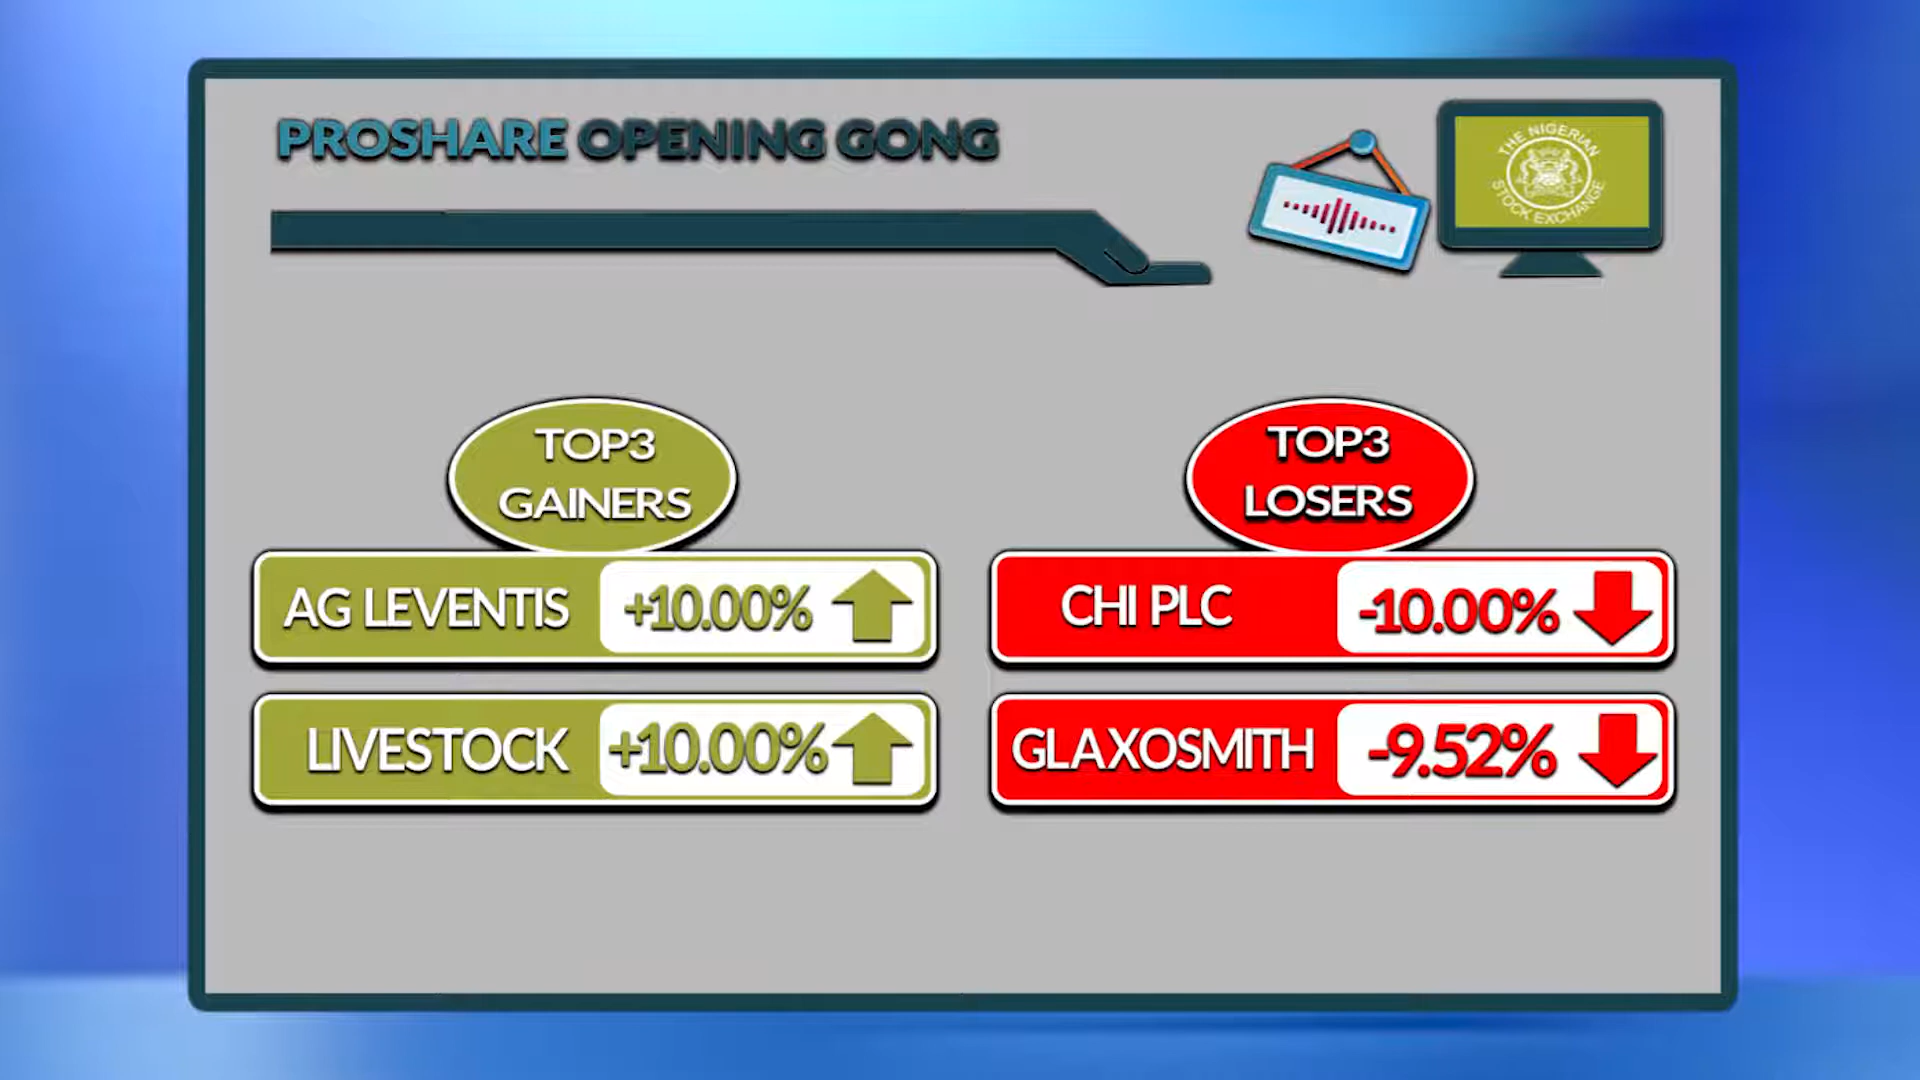 PROSHARE OPENING GONG
THE NIGERIAN
STOCK EXCHANGE
TOP3
GAINERS
AG LEVENTIS +10.00%
LIVESTOCK +10.00%
TOP3
LOSERS
CHI PLC -10.00%
GLAXOSMITH -9.52%